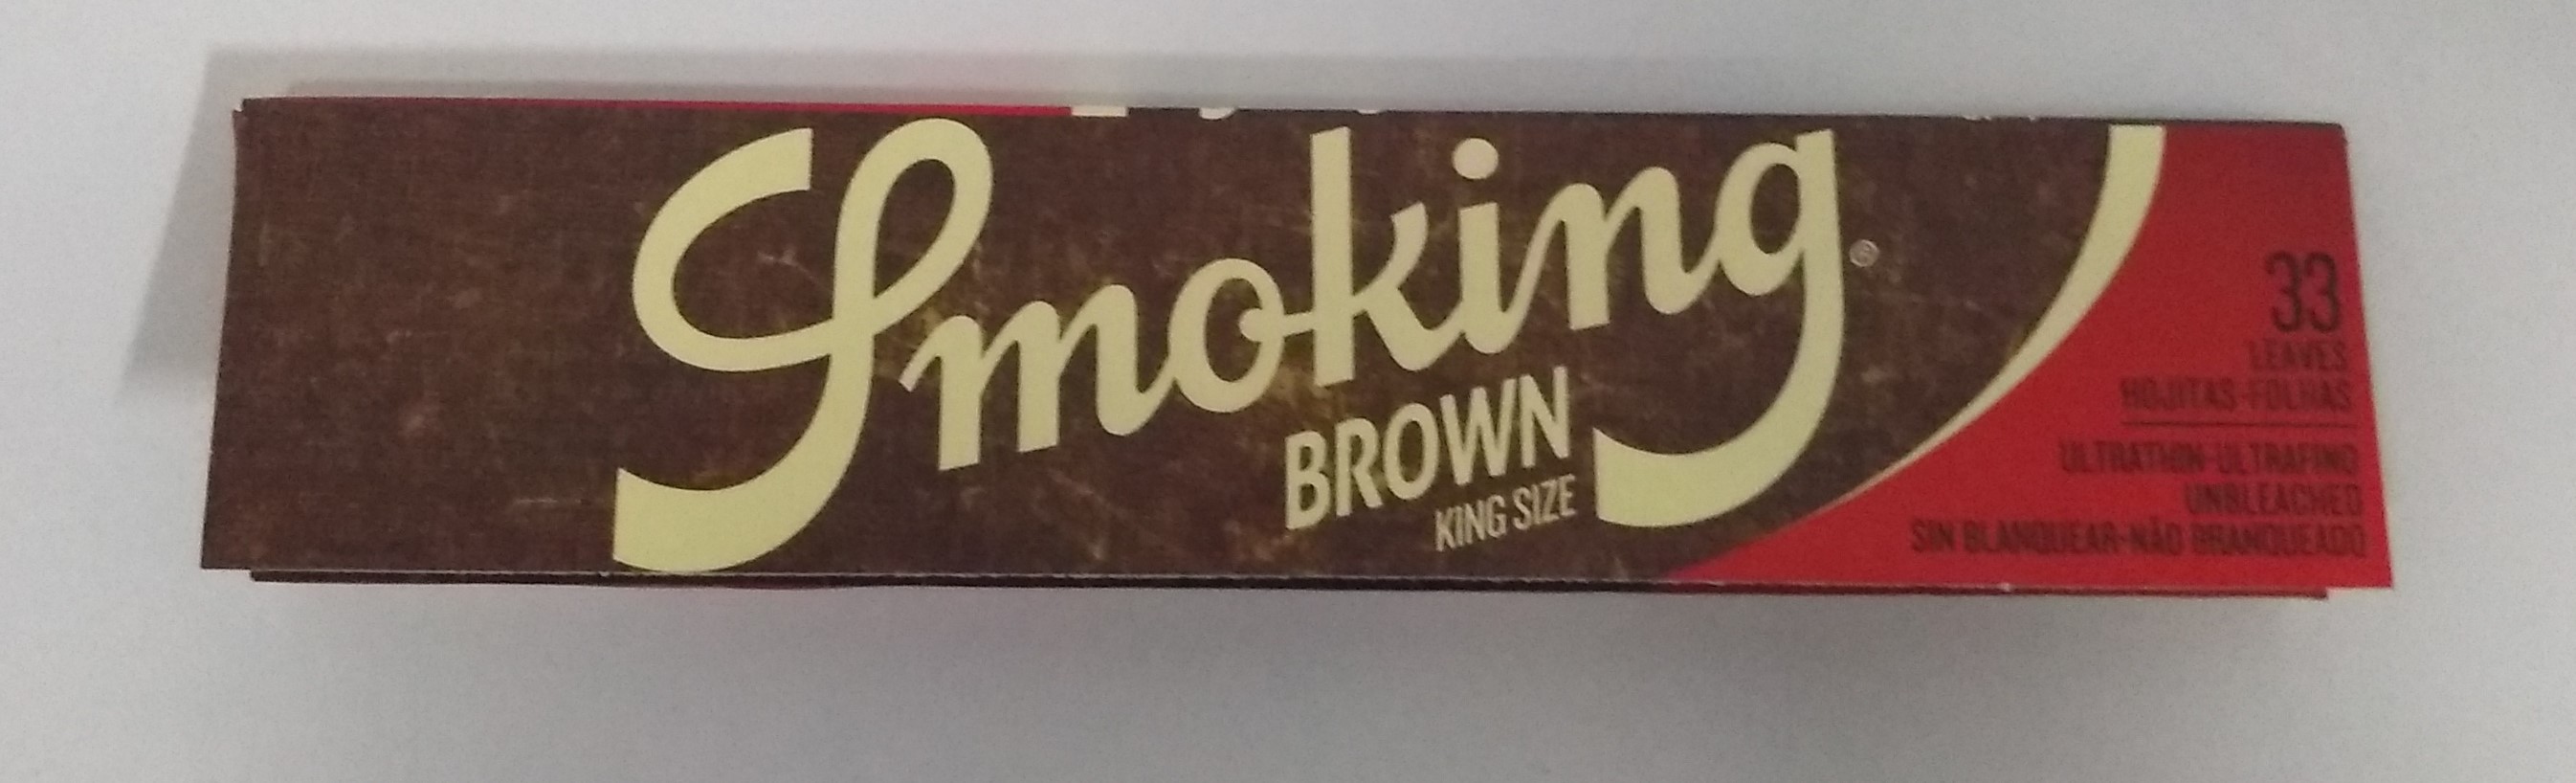 Smoking®
BROWN
KING SIZE
33
LEAVES
HOJITAS-FOLHAS
ULTRATHIN-ULTRAFINO
UNBLEACHED
SIN BLANQUEAR-NÃO BRANQUEADO